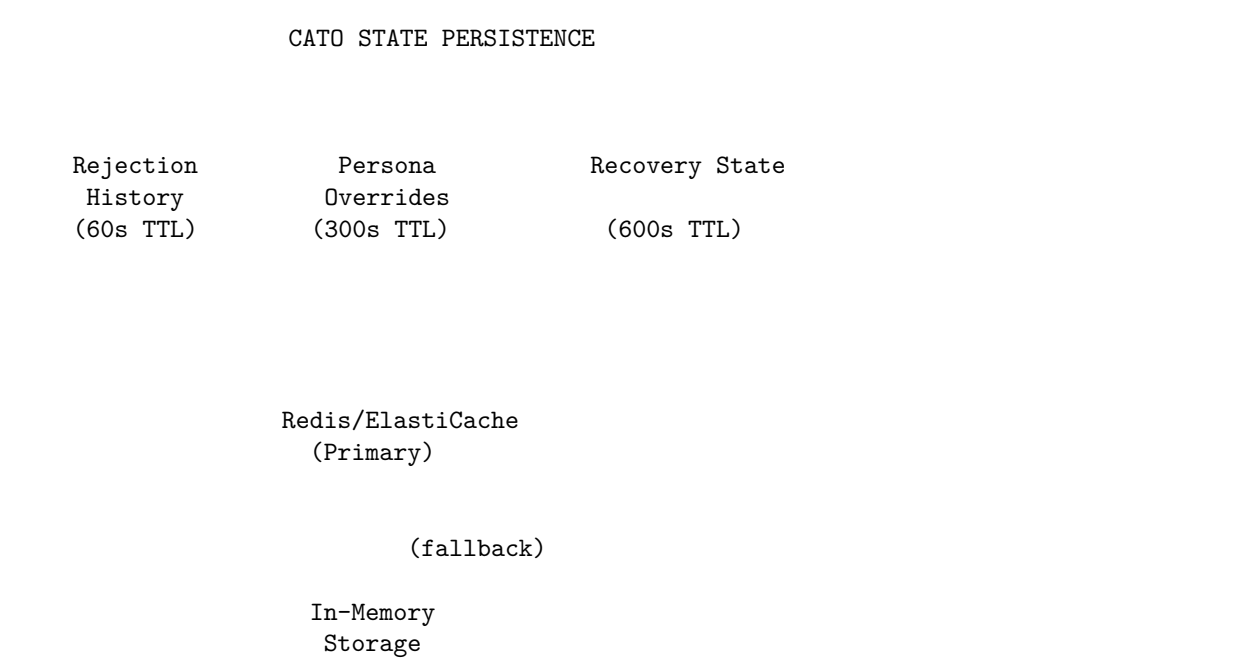 CATO STATE PERSISTENCE
Rejection Persona Recovery State
History Overrides
(60s TTL) (300s TTL) (600s TTL)
Redis/ElastiCache
(Primary)
(fallback)
In-Memory
Storage